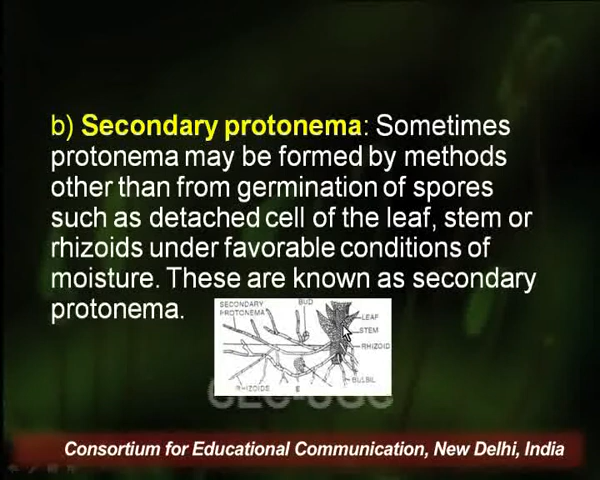 b) Secondary protonema: Sometimes
protonema may be formed by methods
other than from germination of spores
such as detached cell of the leaf, stem or
rhizoids under favorable conditions of
moisture. These are known as secondary
protonema.
SECONDARY
PROTONEMA
BUD
LEAF
STEM
RHIZOID
BULBIL
RHIZOIDS
E
CEC-UGC
Consortium for Educational Communication, New Delhi, India